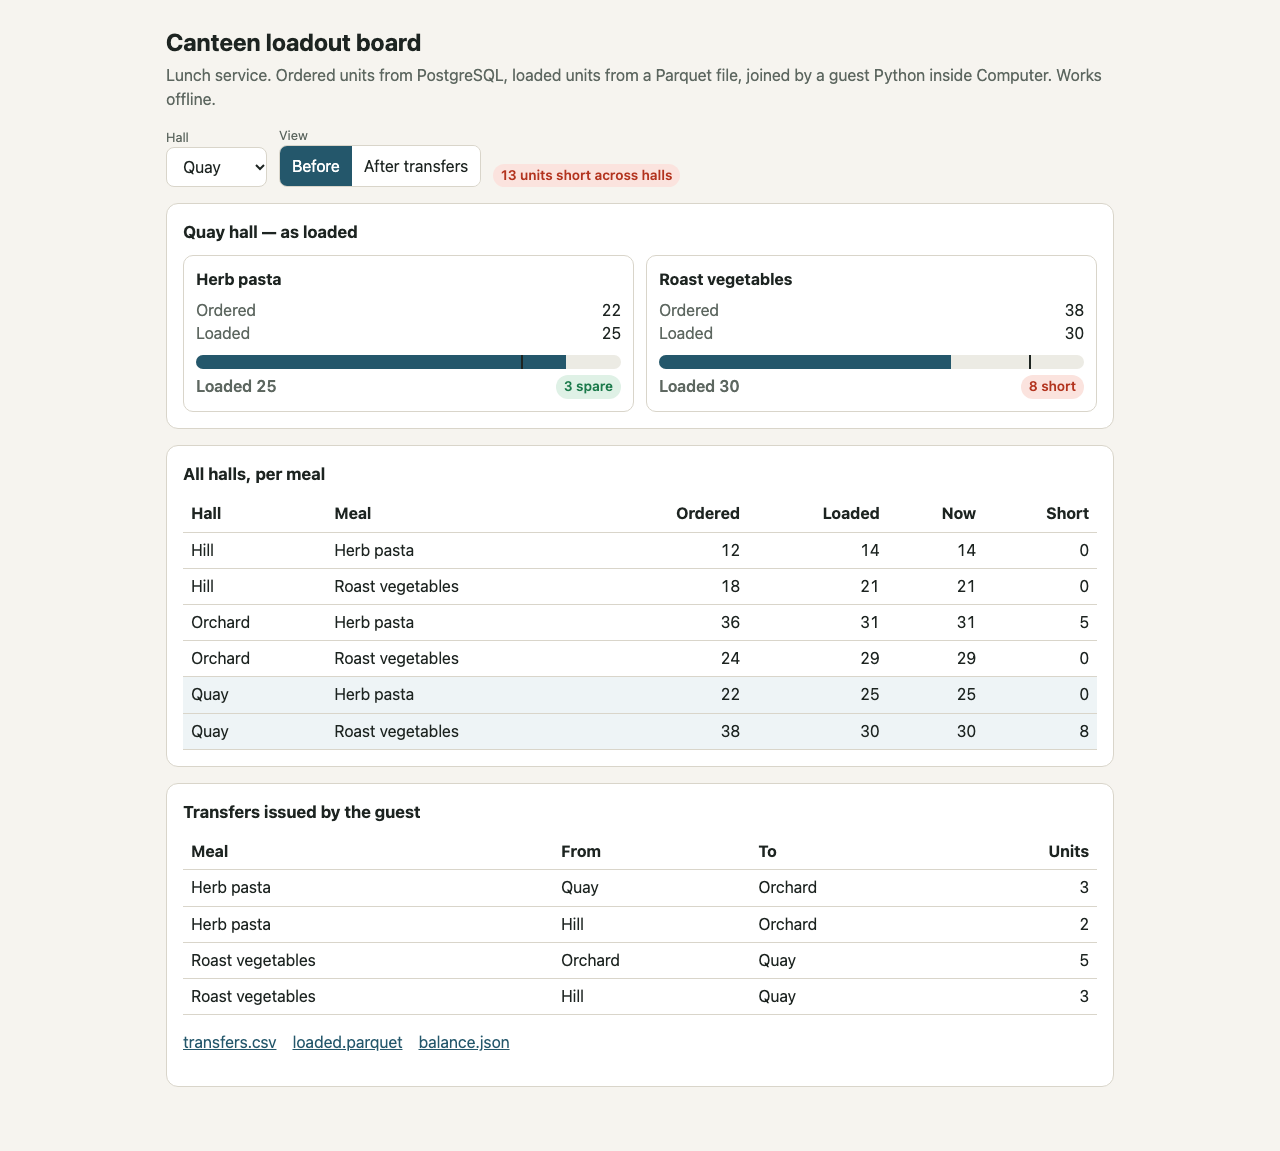 Canteen loadout board
Lunch service. Ordered units from PostgreSQL, loaded units from a Parquet file, joined by a guest Python inside Computer. Works
offline.
Hall
View
Quay
Before
After transfers
13 units short across halls
Quay hall — as loaded
Herb pasta
Ordered 22
Loaded 25
Loaded 25
3 spare
Roast vegetables
Ordered 38
Loaded 30
Loaded 30
8 short
All halls, per meal
Hall Meal Ordered Loaded Now Short
Hill Herb pasta 12 14 14 0
Hill Roast vegetables 18 21 21 0
Orchard Herb pasta 36 31 31 5
Orchard Roast vegetables 24 29 29 0
Quay Herb pasta 22 25 25 0
Quay Roast vegetables 38 30 30 8
Transfers issued by the guest
Meal From To Units
Herb pasta Quay Orchard 3
Herb pasta Hill Orchard 2
Roast vegetables Orchard Quay 5
Roast vegetables Hill Quay 3
transfers.csv loaded.parquet balance.json